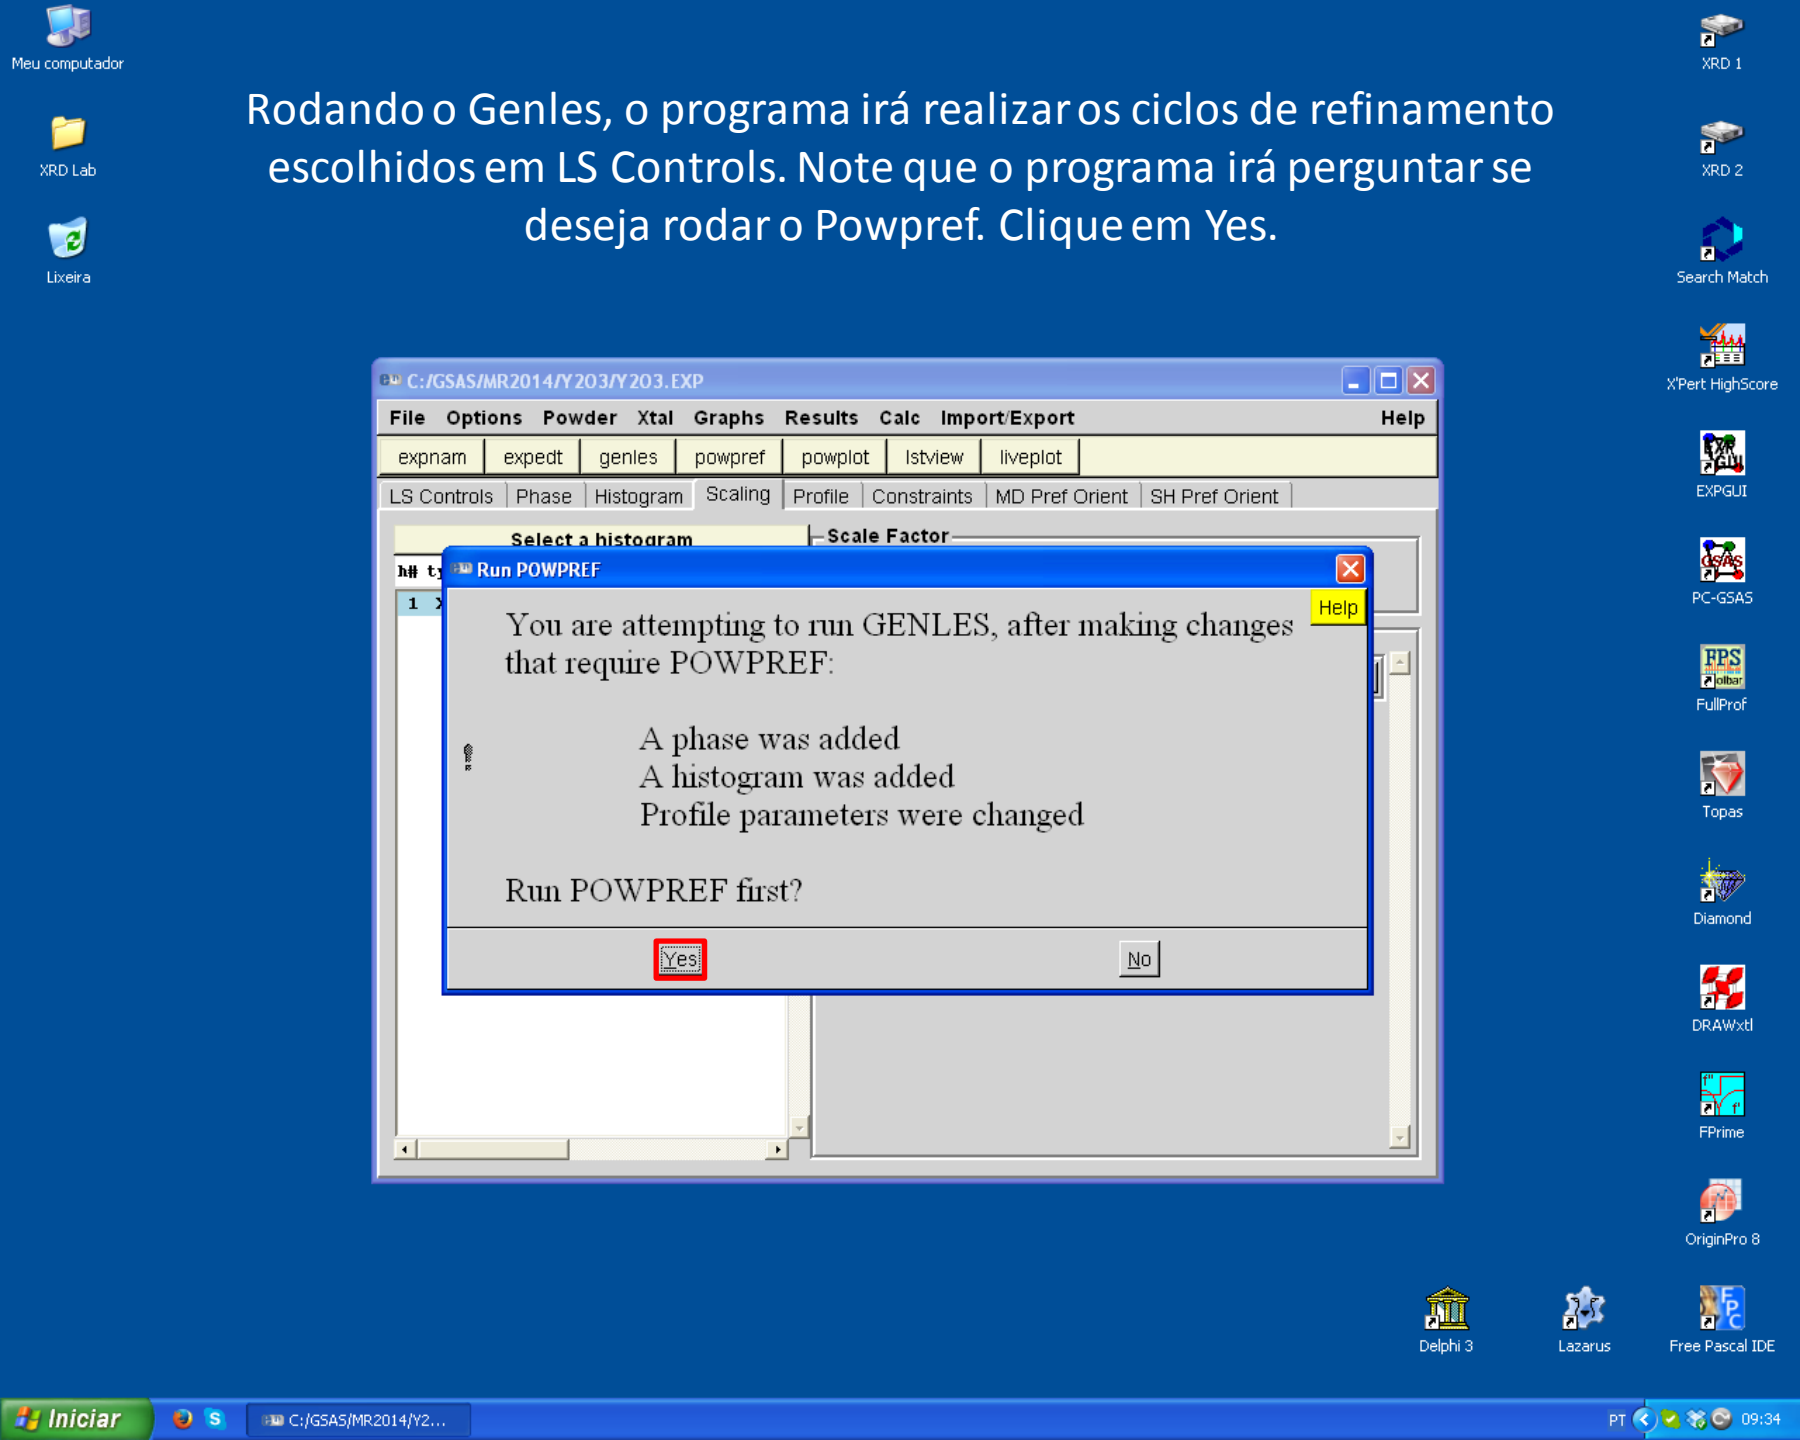 Meu computador
XRD Lab
Lixeira
Rodando o Genles, o programa irá realizar os ciclos de refinamento
escolhidos em LS Controls. Note que o programa irá perguntar se
deseja rodar o Powpref. Clique em Yes.
C:/GSAS/MR2014/Y2O3/Y2O3.EXP
File Options Powder Xtal Graphs Results Calc Import/Export Help
expnam expedt genles powpref powplot lstview liveplot
LS Controls Phase Histogram Scaling Profile Constraints MD Pref Orient SH Pref Orient
Select a histogram
Scale Factor
h#
1
Run POWPREF
Help
You are attempting to run GENLES, after making changes
that require POWPREF:
A phase was added
A histogram was added
Profile parameters were changed
Run POWPREF first?
Yes No
XRD 1
XRD 2
Search Match
X'Pert HighScore
EXPGUI
PC-GSAS
FullProf
Topas
Diamond
DRAWxtl
FPrime
OriginPro 8
Delphi 3
Lazarus
Free Pascal IDE
Iniciar
C:/GSAS/MR2014/Y2...
PT
09:34